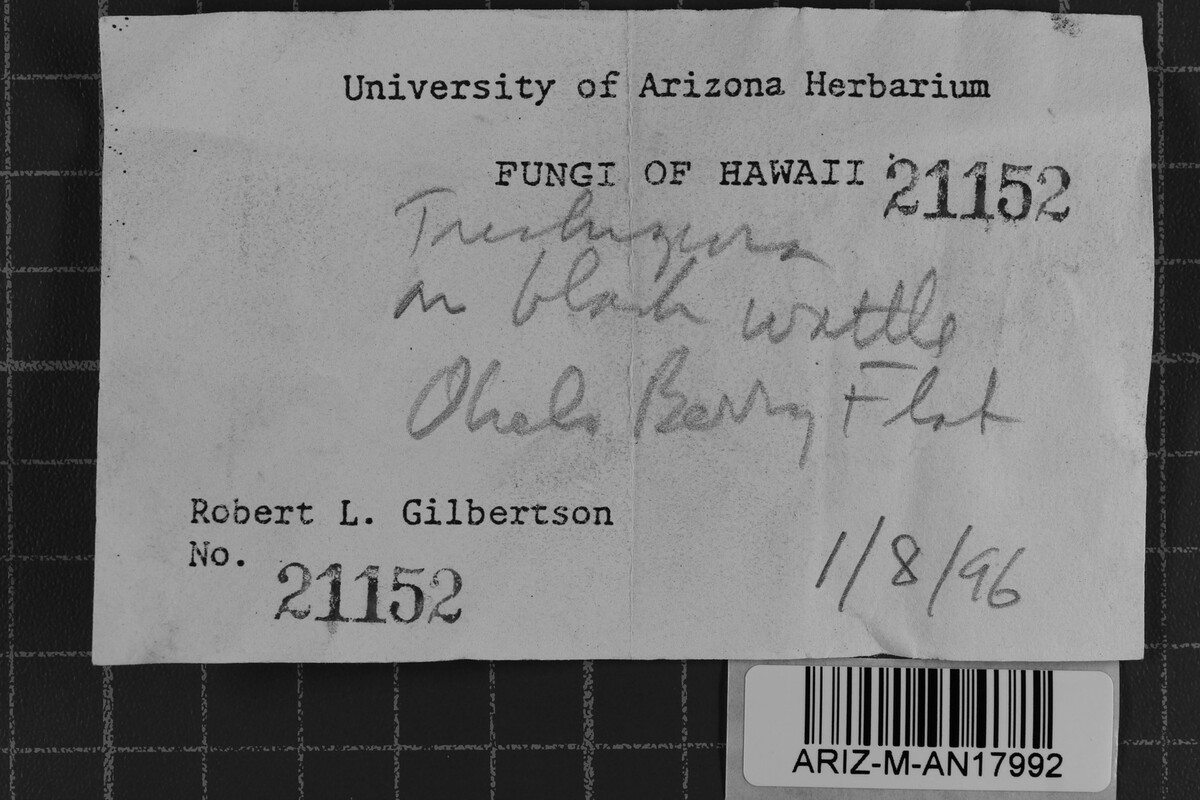 University of Arizona Herbarium
FUNGI OF HAWAII 21152
Trechispora
on black wattle
Ohelo Berry Flat
Robert L. Gilbertson
No. 21152
1/8/96
ARIZ-M-AN17992